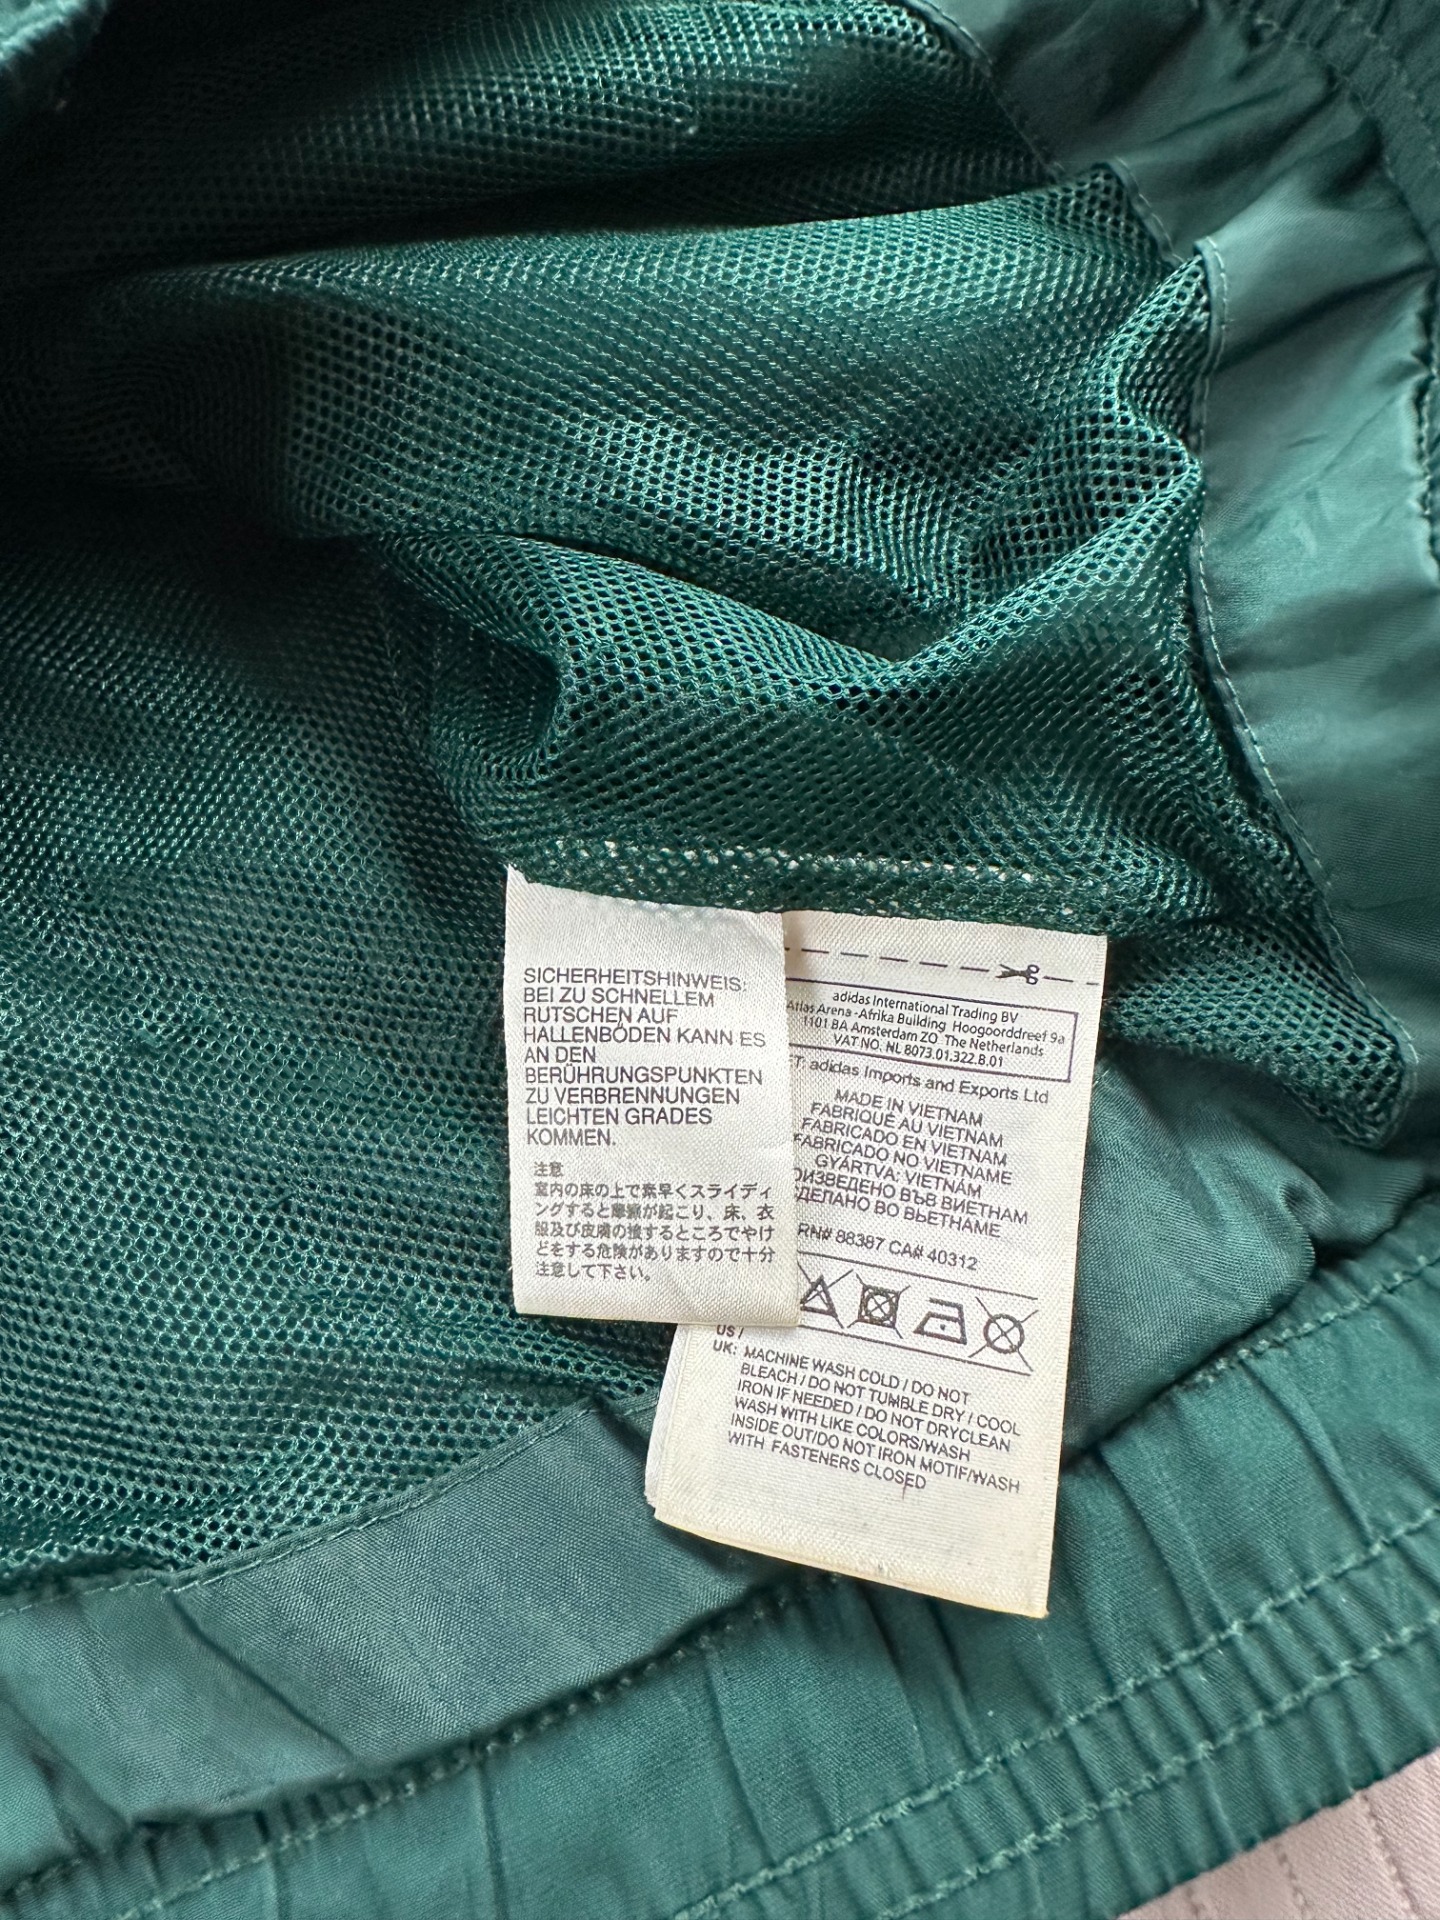 SICHERHEITSHINWEIS:
BEI ZU SCHNELLEM
RUTSCHEN AUF
HALLENBÖDEN KANN ES
AN DEN
BERÜHRUNGSPUNKTEN
ZU VERBRENNUNGEN
LEICHTEN GRADES
KOMMEN.
注意
室内の床の上で素早くスライディ
ングすると摩擦が起こり、床、衣
服及び皮膚の接するところでやけ
どをする危険がありますので十分
注意して下さい。
adidas International Trading BV
Atlas Arena -Afrika Building Hoogoorddreef 9a
1101 BA Amsterdam ZO The Netherlands
VAT NO. NL 8073.01.322.B.01
adidas Imports and Exports Ltd
MADE IN VIETNAM
FABRIQUÉ AU VIETNAM
FABRICADO EN VIETNAM
FABRICADO NO VIETNAME
GYÁRTVA: VIETNÁM
ОИЗВЕДЕНО ВЪВ ВИЕТНАМ
ДЕЛАНО ВО ВЬЕТНАМЕ
RN# 88387 CA# 40312
US /
UK: MACHINE WASH COLD / DO NOT
BLEACH / DO NOT TUMBLE DRY / COOL
IRON IF NEEDED / DO NOT DRYCLEAN
WASH WITH LIKE COLORS/WASH
INSIDE OUT/DO NOT IRON MOTIF/WASH
WITH FASTENERS CLOSED